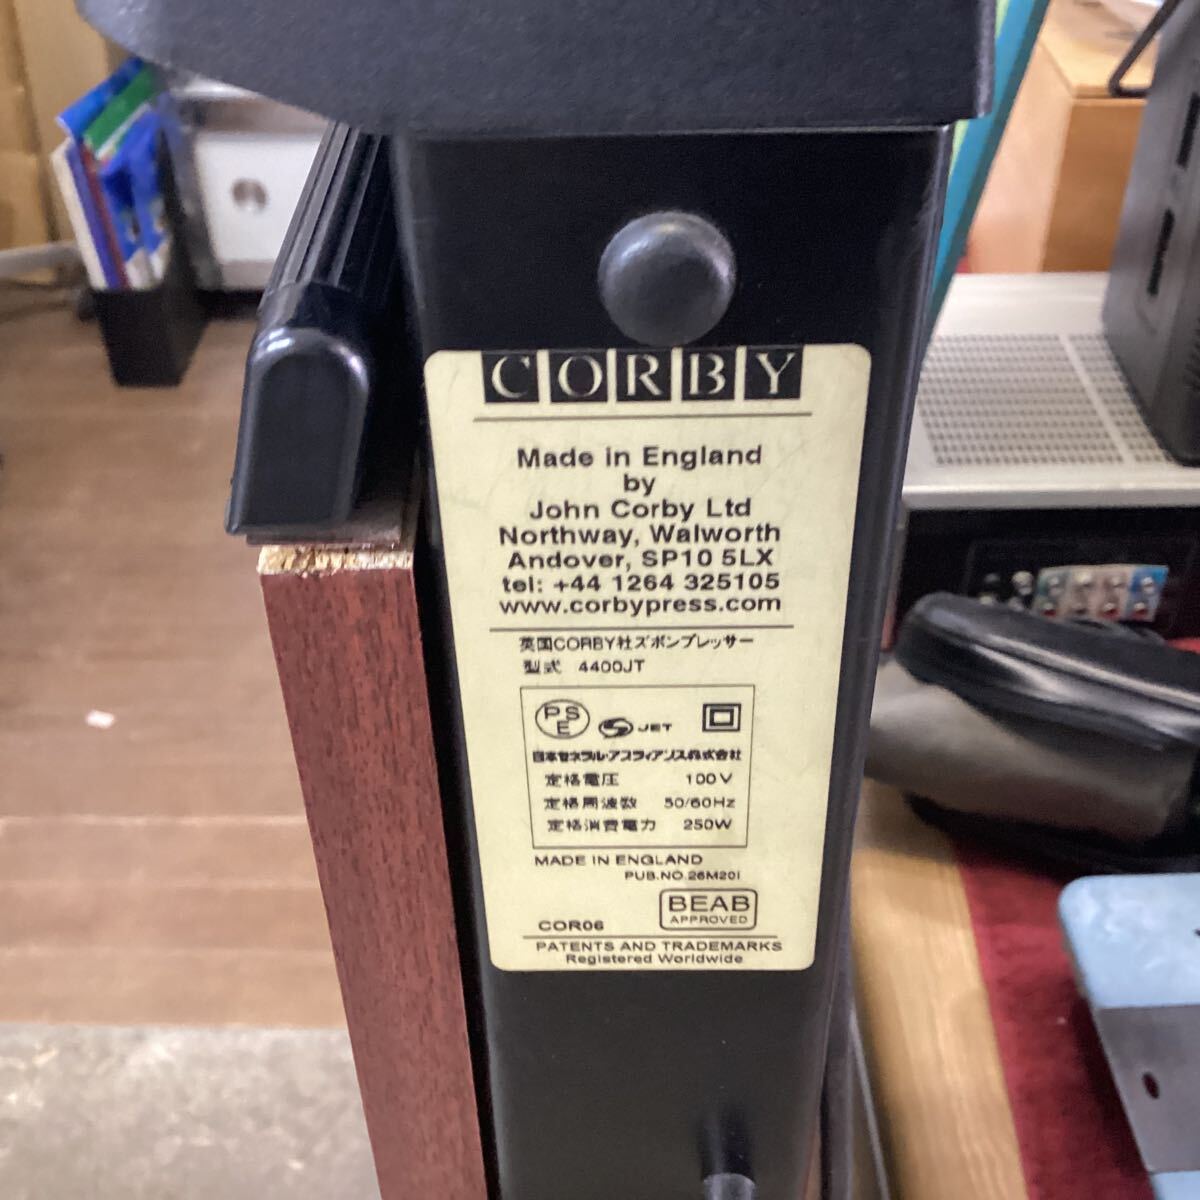 CORBY
Made in England
by
John Corby Ltd
Northway, Walworth
Andover, SP10 5LX
tel: +44 1264 325105
www.corbypress.com
英国CORBY社ズボンプレッサー
型式 4400JT
PSE JET
日本ゼネラル・アプライアンス株式会社
定格電圧 100V
定格周波数 50/60Hz
定格消費電力 250W
MADE IN ENGLAND
PUB.NO.26M201
BEAB
APPROVED
COR06
PATENTS AND TRADEMARKS
Registered Worldwide